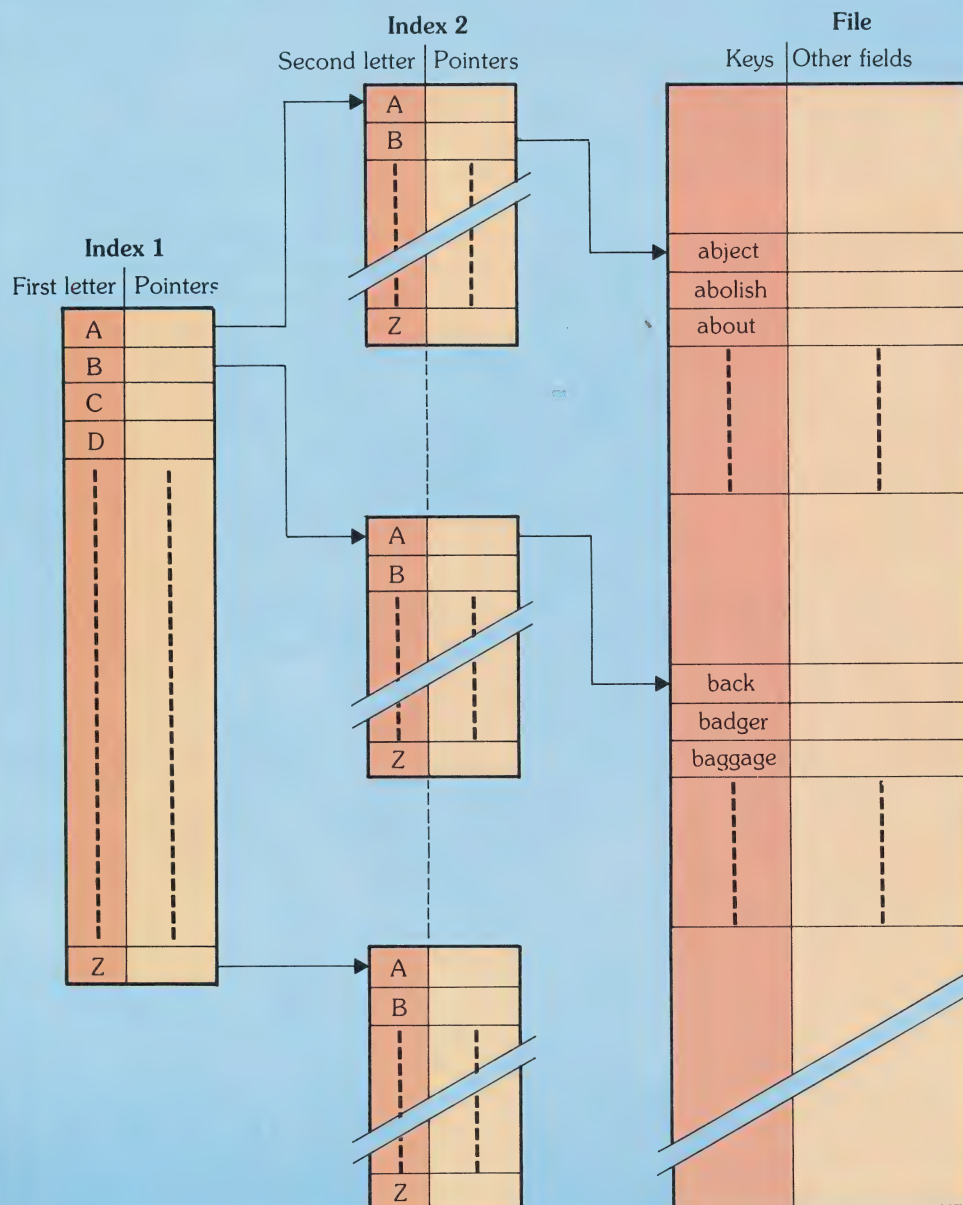 Index 2
Second letter Pointers
A
B
Z
File
Keys Other fields
abject
abolish
about
back
badger
baggage
Index 1
First letter Pointers
A
B
C
D
Z
A
B
Z
A
B
Z